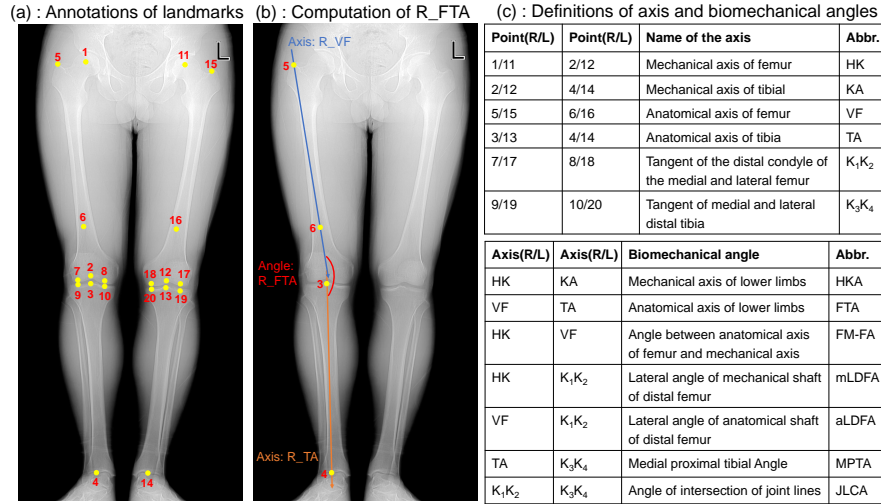 (a) : Annotations of landmarks
(b) : Computation of R_FTA
(c) : Definitions of axis and biomechanical angles
5
1
11
15
L
6
16
2
7
8
9
3
10
12
18
17
20
13
19
4
14
Axis: R_VF
L
5
6
Angle:
R_FTA
3
Axis: R_TA
4
Point(R/L) Point(R/L) Name of the axis Abbr.
1/11 2/12 Mechanical axis of femur HK
2/12 4/14 Mechanical axis of tibial KA
5/15 6/16 Anatomical axis of femur VF
3/13 4/14 Anatomical axis of tibia TA
7/17 8/18 Tangent of the distal condyle of K₁K₂
the medial and lateral femur
9/19 10/20 Tangent of medial and lateral K₃K₄
distal tibia
Axis(R/L) Axis(R/L) Biomechanical angle Abbr.
HK KA Mechanical axis of lower limbs HKA
VF TA Anatomical axis of lower limbs FTA
HK VF Angle between anatomical axis FM-FA
of femur and mechanical axis
HK K₁K₂ Lateral angle of mechanical shaft mLDFA
of distal femur
VF K₁K₂ Lateral angle of anatomical shaft aLDFA
of distal femur
TA K₃K₄ Medial proximal tibial Angle MPTA
K₁K₂ K₃K₄ Angle of intersection of joint lines JLCA